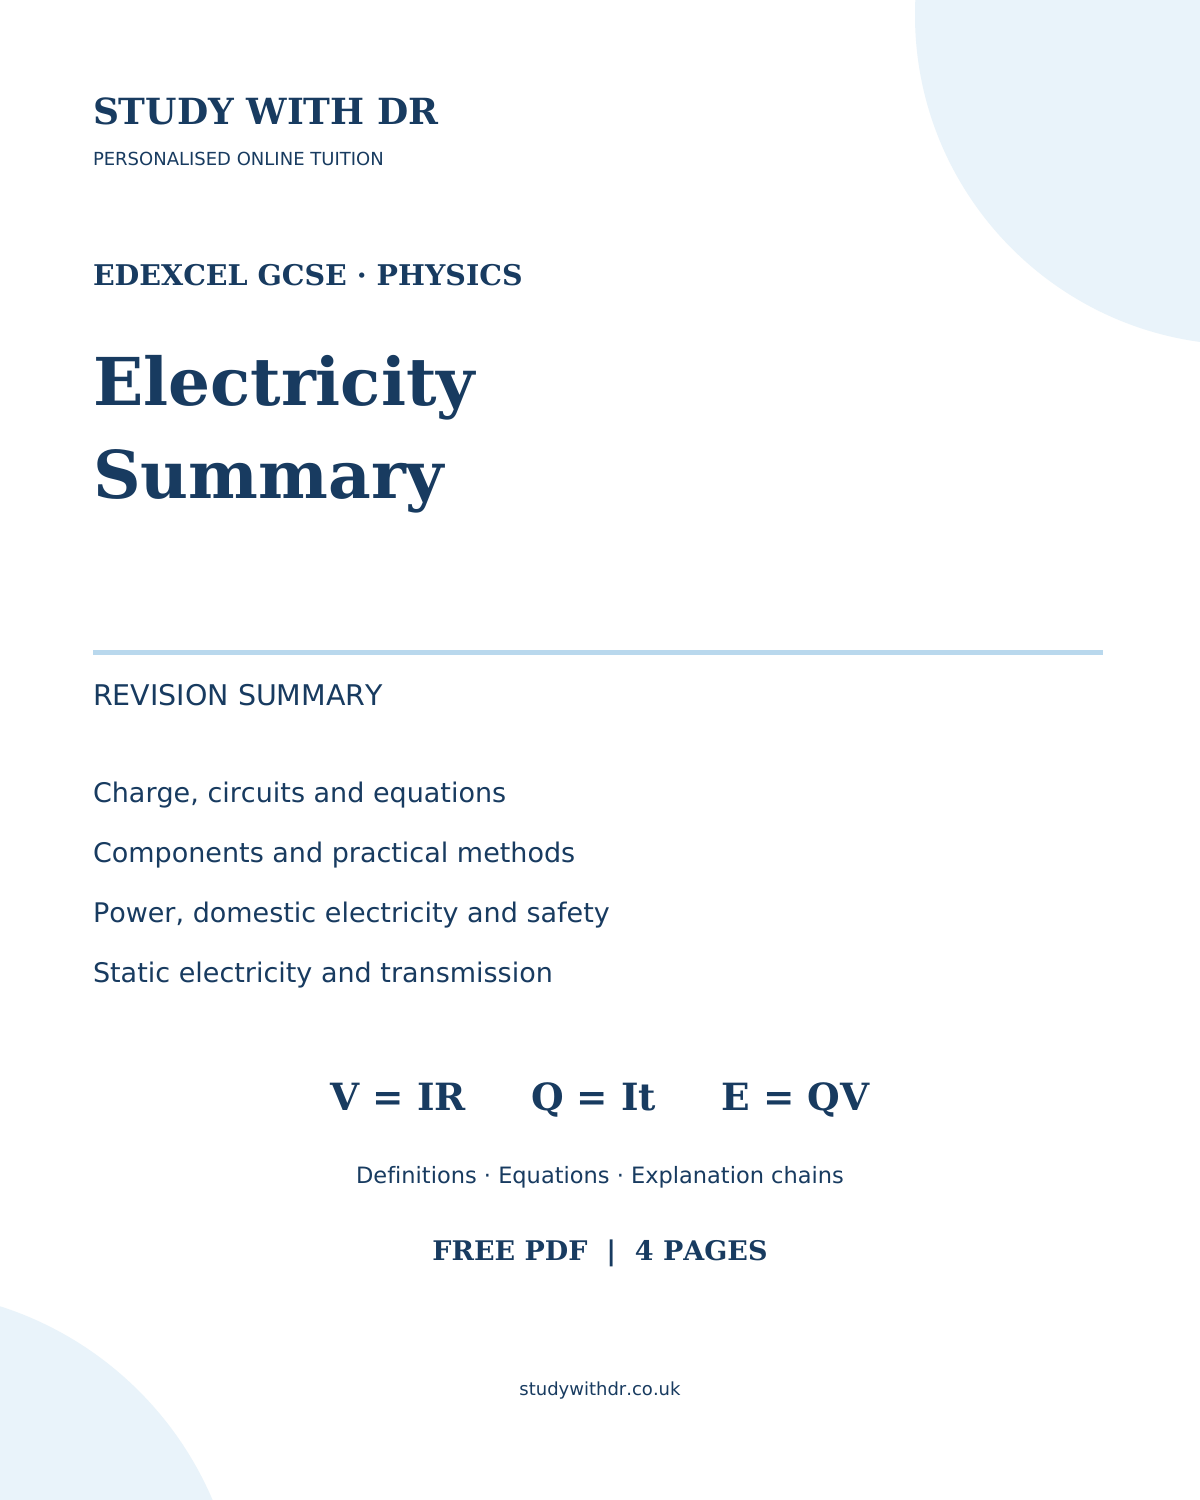 STUDY WITH DR
PERSONALISED ONLINE TUITION
EDEXCEL GCSE · PHYSICS
Electricity
Summary
REVISION SUMMARY
Charge, circuits and equations
Components and practical methods
Power, domestic electricity and safety
Static electricity and transmission
V = IR Q = It E = QV
Definitions · Equations · Explanation chains
FREE PDF | 4 PAGES
studywithdr.co.uk